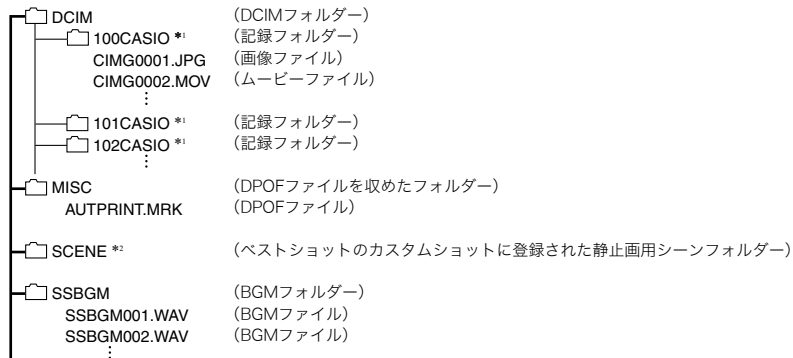 DCIM （DCIMフォルダー）
100CASIO *1 （記録フォルダー）
CIMG0001.JPG （画像ファイル）
CIMG0002.MOV （ムービーファイル）
⋮
101CASIO *1 （記録フォルダー）
102CASIO *1 （記録フォルダー）
⋮
MISC （DPOFファイルを収めたフォルダー）
AUTPRINT.MRK （DPOFファイル）
SCENE *2 （ベストショットのカスタムショットに登録された静止画用シーンフォルダー）
SSBGM （BGMフォルダー）
SSBGM001.WAV （BGMファイル）
SSBGM002.WAV （BGMファイル）
⋮